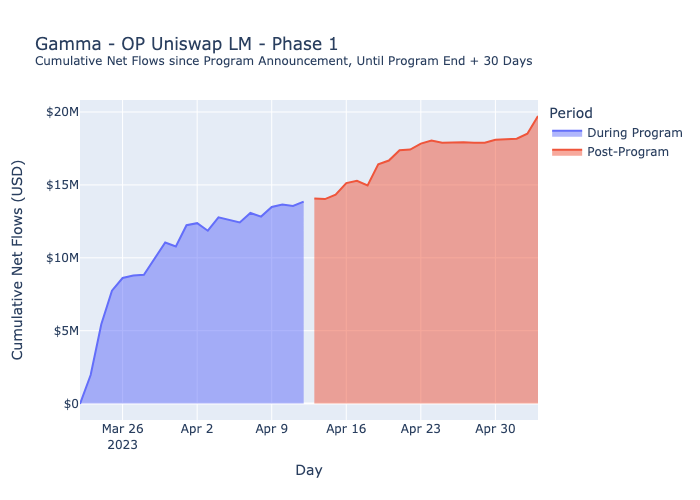 Gamma - OP Uniswap LM - Phase 1
Cumulative Net Flows since Program Announcement, Until Program End + 30 Days
Period
During Program
Post-Program
Cumulative Net Flows (USD)
$20M
$15M
$10M
$5M
$0
Mar 26
2023
Apr 2
Apr 9
Apr 16
Apr 23
Apr 30
Day